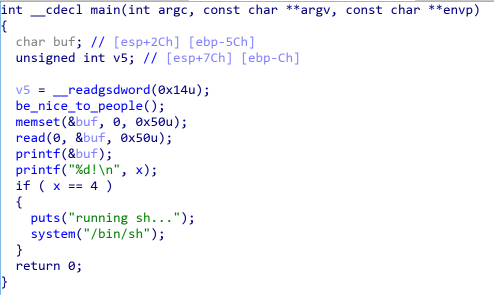 int __cdecl main(int argc, const char **argv, const char **envp)
{
  char buf; // [esp+2Ch] [ebp-5Ch]
  unsigned int v5; // [esp+7Ch] [ebp-Ch]

  v5 = __readgsdword(0x14u);
  be_nice_to_people();
  memset(&buf, 0, 0x50u);
  read(0, &buf, 0x50u);
  printf(&buf);
  printf("%d!\n", x);
  if ( x == 4 )
  {
    puts("running sh...");
    system("/bin/sh");
  }
  return 0;
}